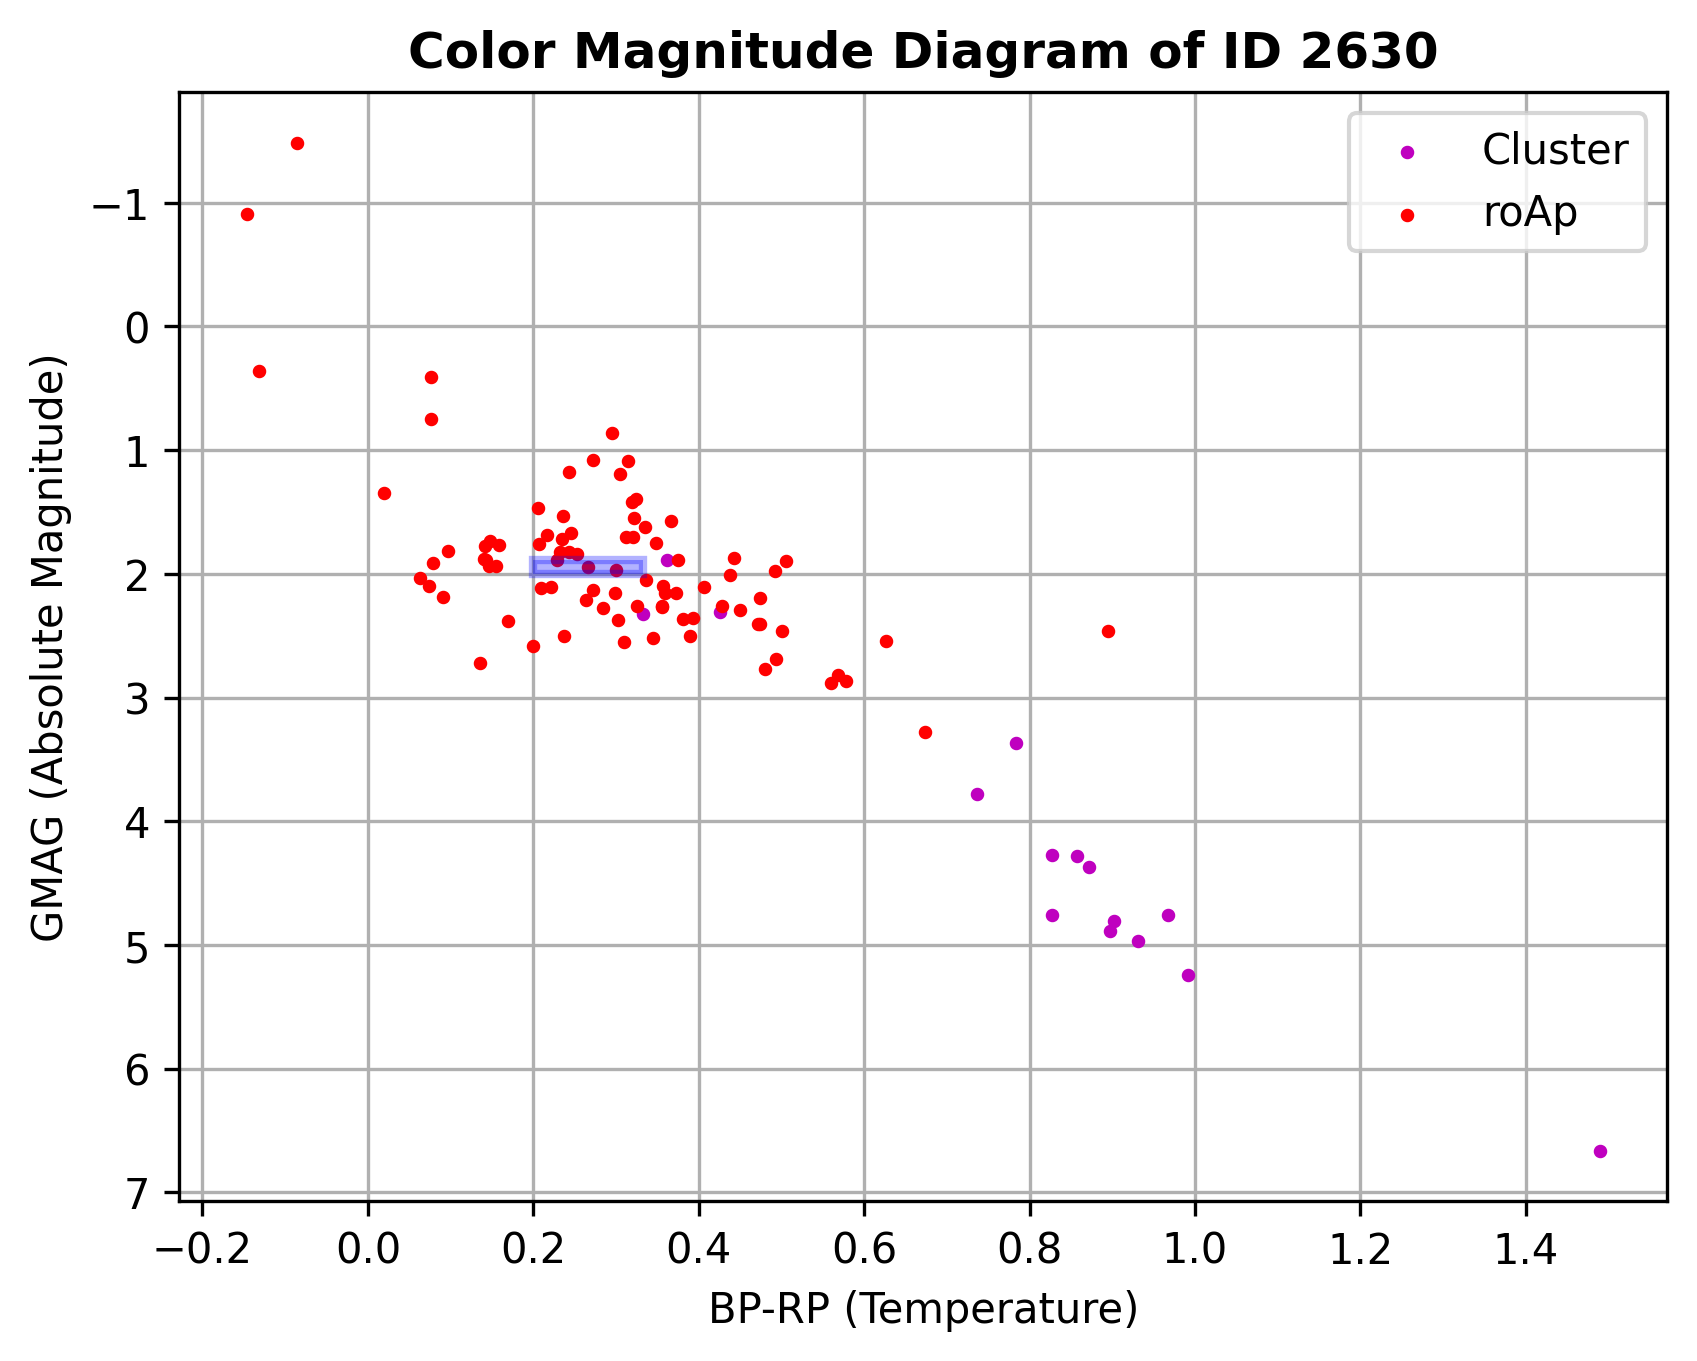 Color Magnitude Diagram of ID 2630
Cluster
roAp
GMAG (Absolute Magnitude)
−1
0
1
2
3
4
5
6
7
−0.2 0.0 0.2 0.4 0.6 0.8 1.0 1.2 1.4
BP-RP (Temperature)